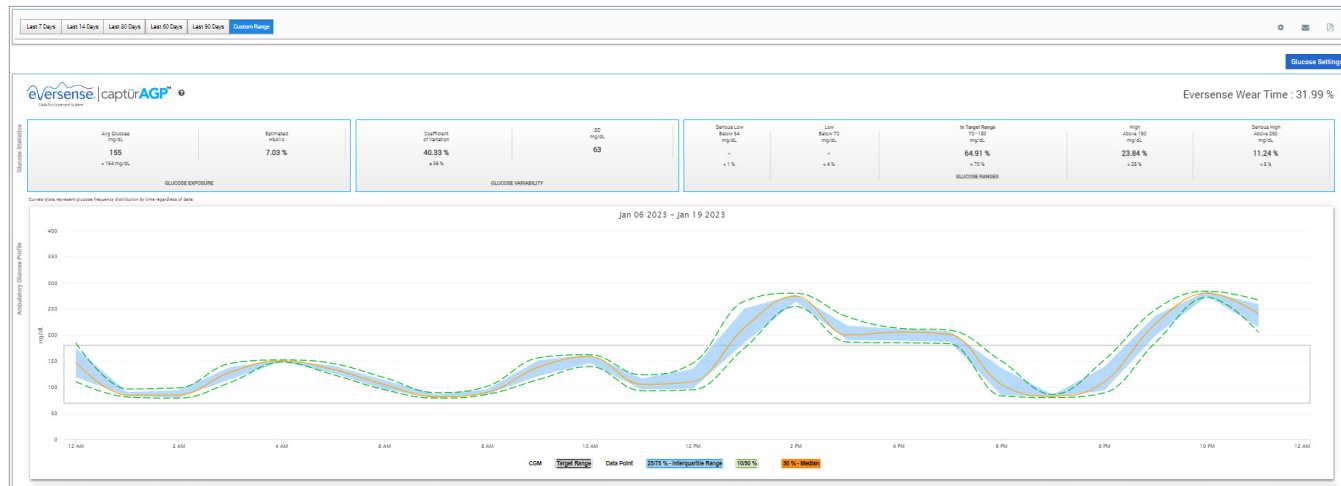 Last 7 Days Last 14 Days Last 30 Days Last 60 Days Last 90 Days Custom Range
Glucose Settings
eversense. captūrAGP™
Data Management System
Eversense Wear Time : 31.99 %
Glucose Statistics
Avg Glucose
mg/dL
155
< 154 mg/dL
Estimated
HbA1c
7.03 %
GLUCOSE EXPOSURE
Coefficient
of Variation
40.33 %
≤ 36 %
SD
mg/dL
63
GLUCOSE VARIABILITY
Serious Low
Below 54
mg/dL
-
< 1 %
Low
Below 70
mg/dL
-
< 4 %
In Target Range
70 - 180
mg/dL
64.91 %
> 70 %
High
Above 180
mg/dL
23.84 %
< 25 %
Serious High
Above 250
mg/dL
11.24 %
< 5 %
GLUCOSE RANGES
Curves/plots represent glucose frequency distribution by time regardless of date
Jan 06 2023 - Jan 19 2023
Ambulatory Glucose Profile
mg/dL
400
350
300
250
200
150
100
50
0
12 AM 2 AM 4 AM 6 AM 8 AM 10 AM 12 PM 2 PM 4 PM 6 PM 8 PM 10 PM 12 AM
CGM Target Range Data Point 25/75 % - Interquartile Range 10/90 % 50 % - Median